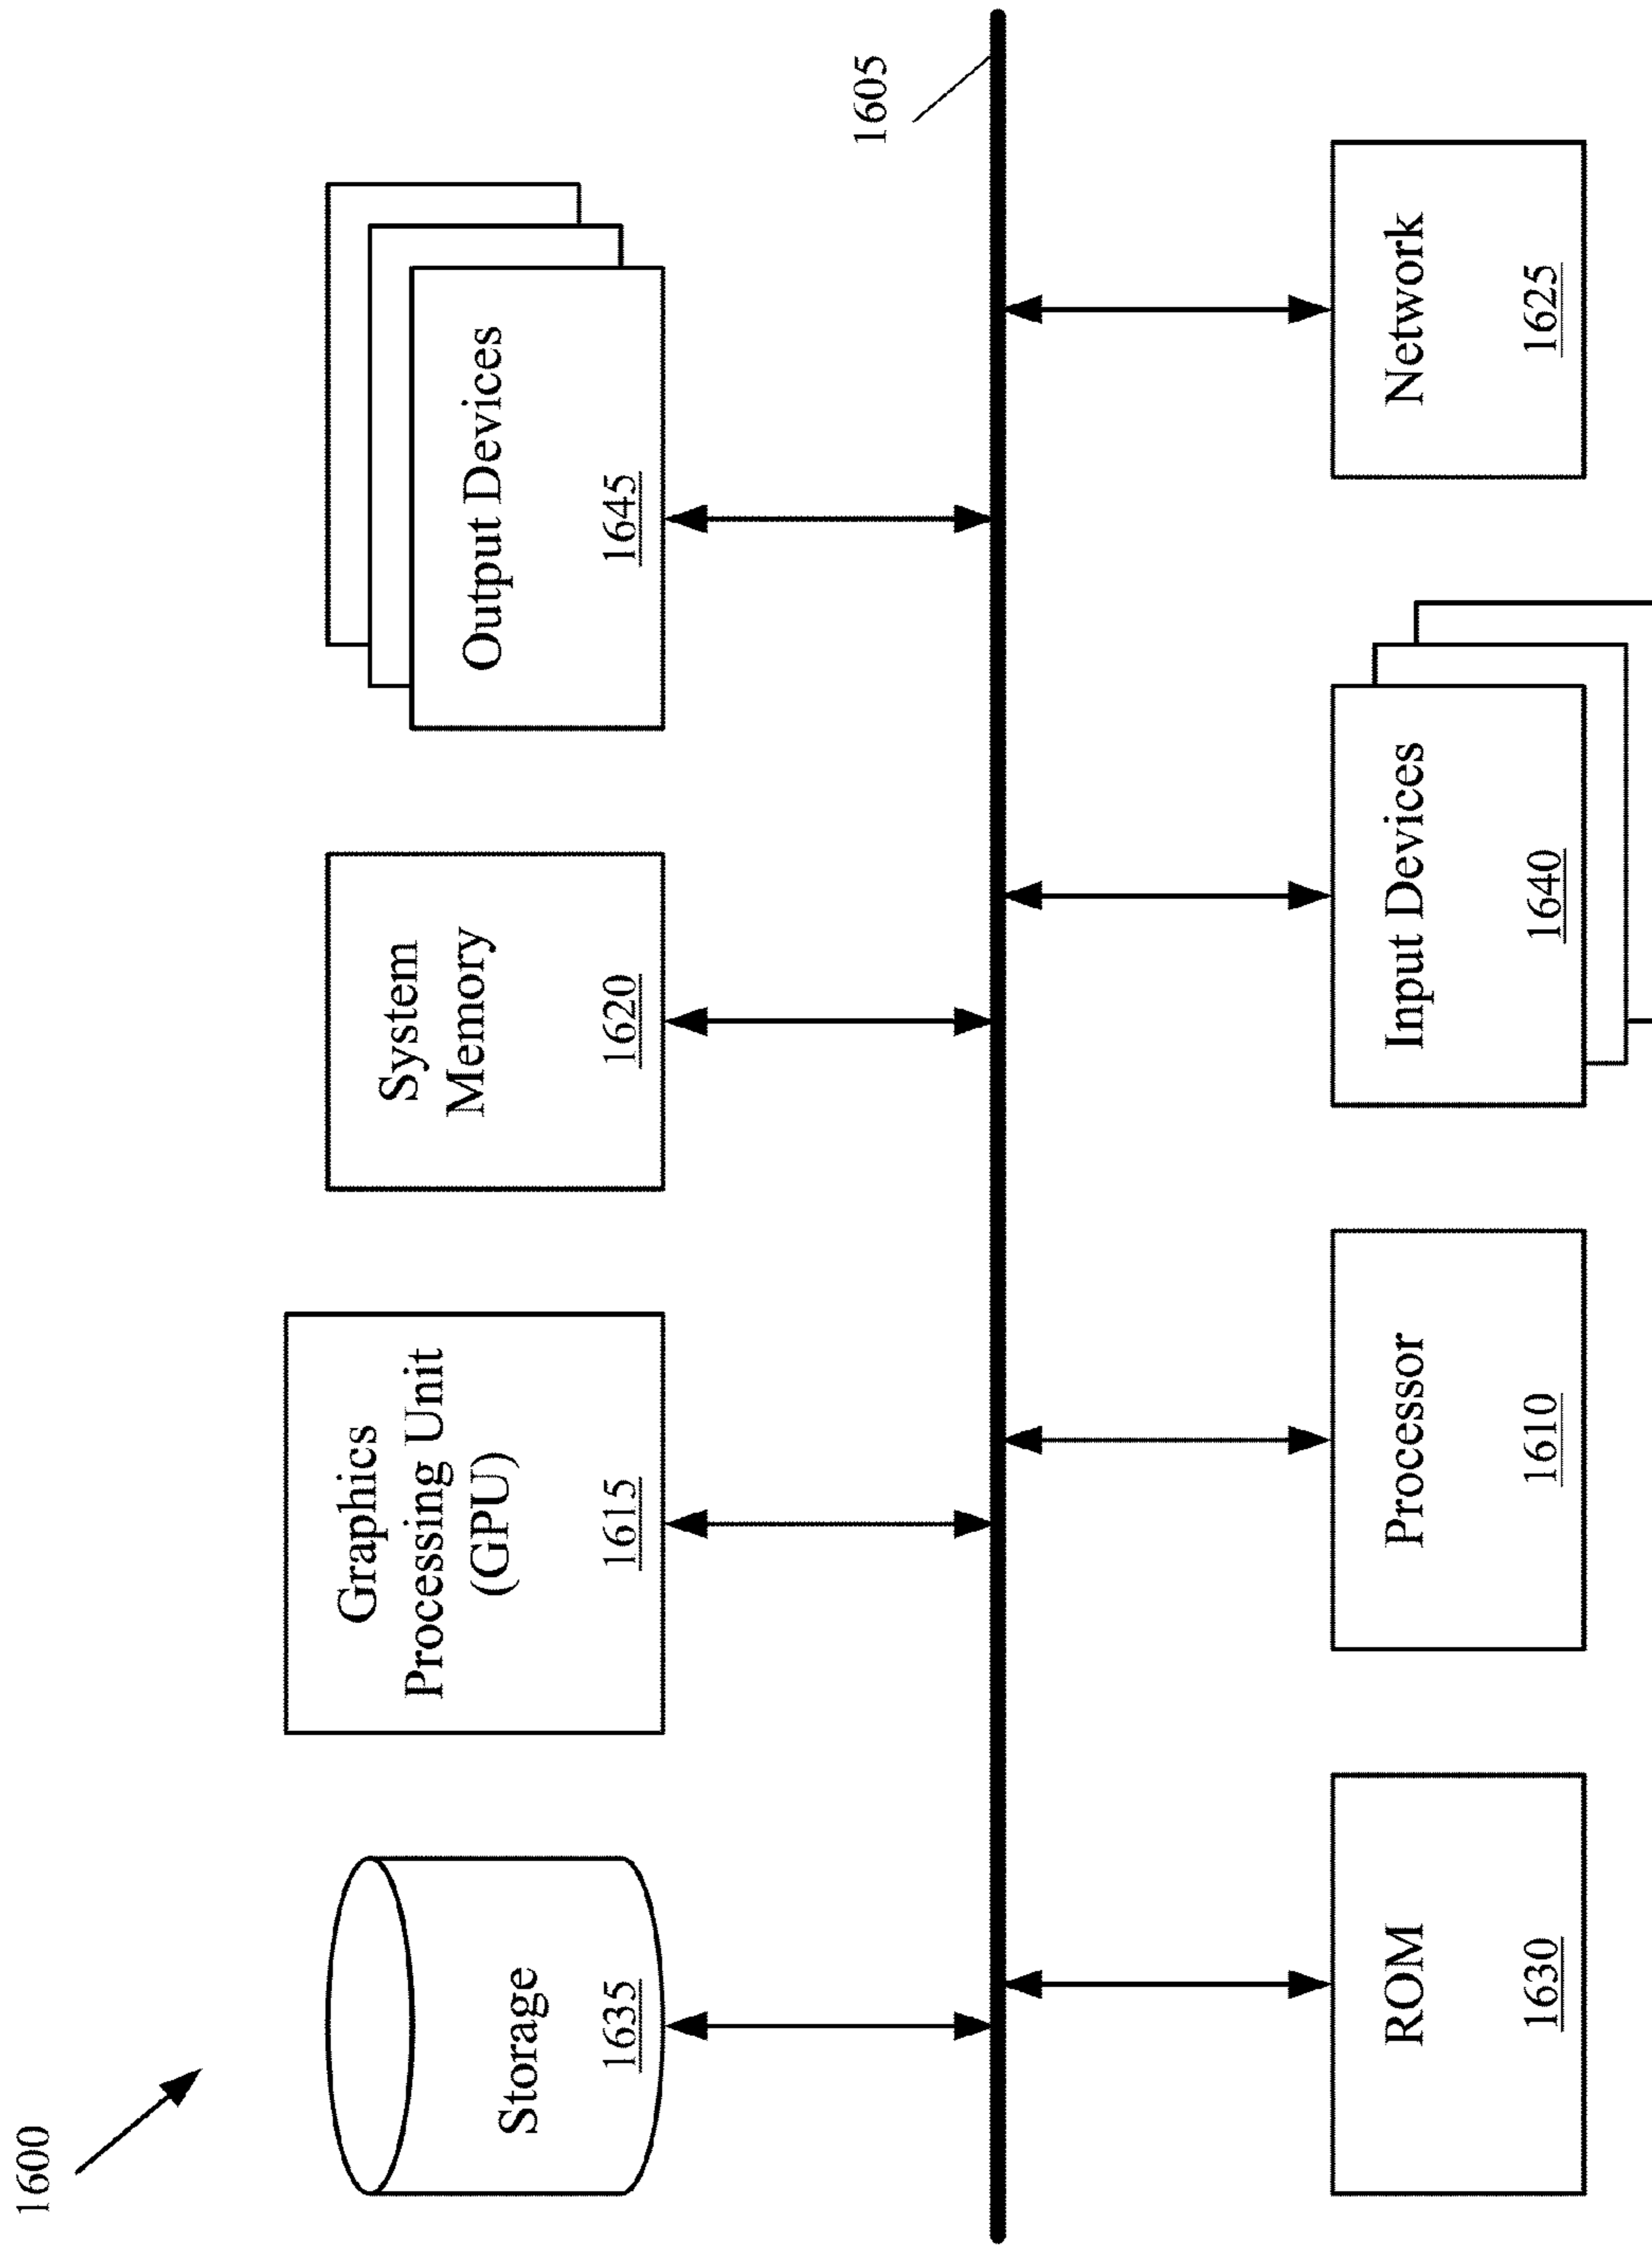 1600
Storage
1635
Graphics
Processing Unit
(GPU)
1615
System
Memory
1620
Output Devices
1645
1605
ROM
1630
Processor
1610
Input Devices
1640
Network
1625